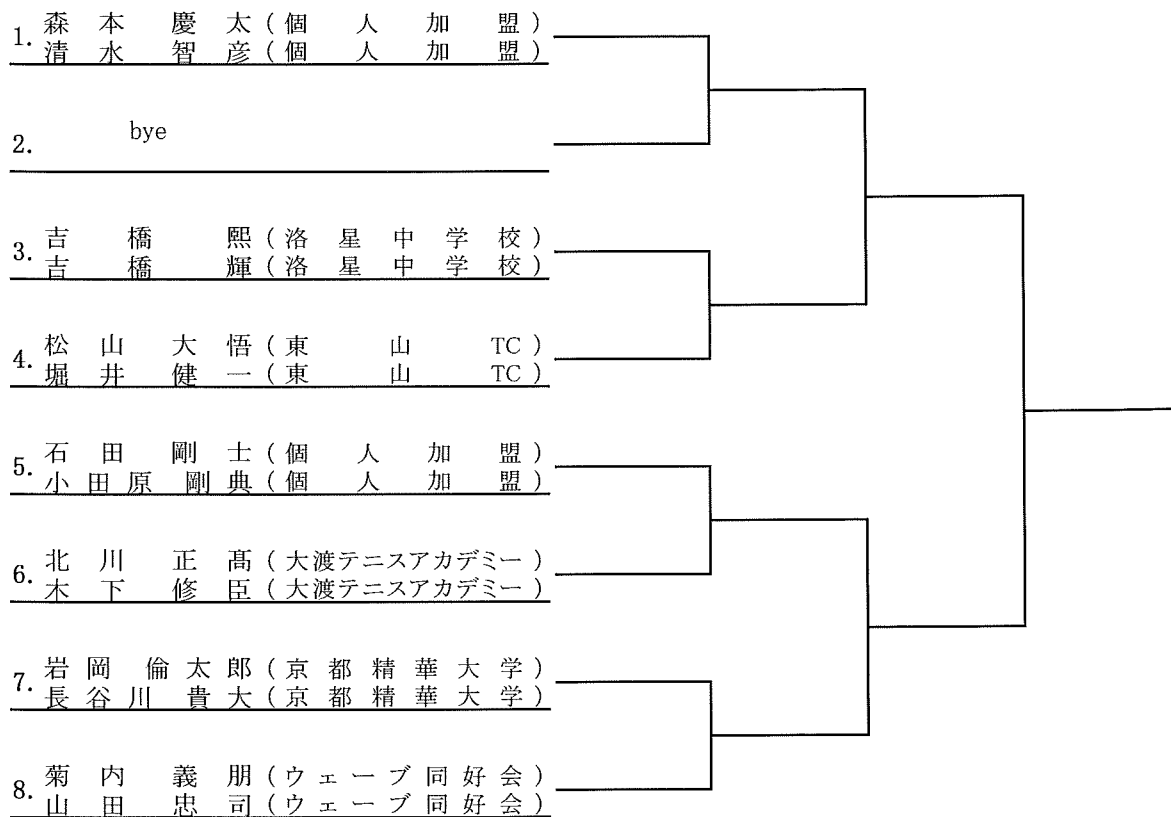 1. 森本慶太(個人加盟)
清水智彦(個人加盟)
2. bye
3. 吉橋熙(洛星中学校)
吉橋輝(洛星中学校)
4. 松山大悟(東山TC)
堀井健一(東山TC)
5. 石田剛士(個人加盟)
小田原剛典(個人加盟)
6. 北川正髙(大渡テニスアカデミー)
木下修臣(大渡テニスアカデミー)
7. 岩岡倫太郎(京都精華大学)
長谷川貴大(京都精華大学)
8. 菊内義朋(ウェーブ同好会)
山田忠司(ウェーブ同好会)